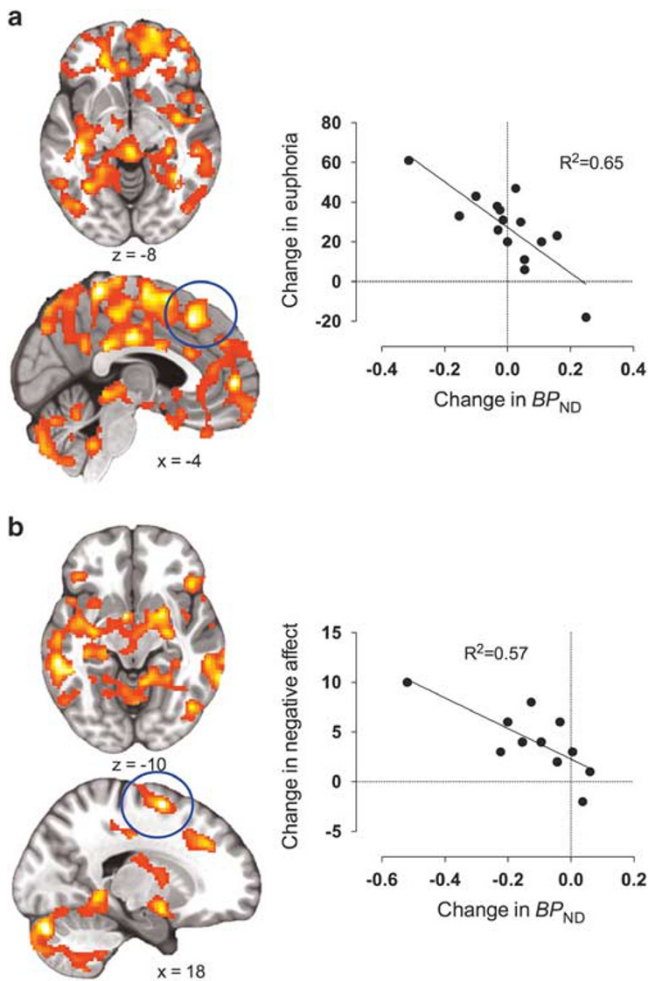 a
z = -8
x = -4
80
60
40
20
0
-20
Change in euphoria
R²=0.65
-0.4 -0.2 0.0 0.2 0.4
Change in BP_ND
b
z = -10
x = 18
15
10
5
0
-5
Change in negative affect
R²=0.57
-0.6 -0.4 -0.2 0.0 0.2
Change in BP_ND